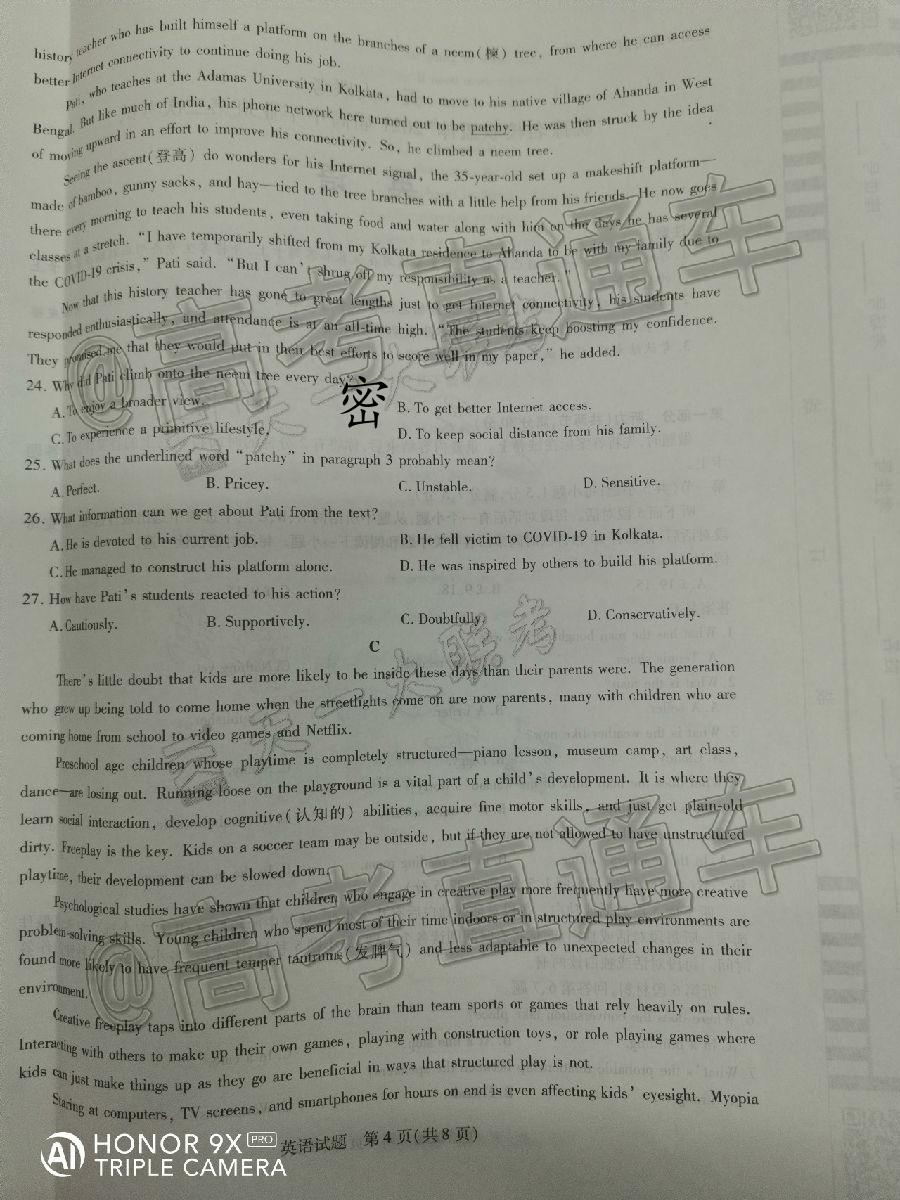 history teacher who has built himself a platform on the branches of a neem(楝) tree, from where he can access
better Internet connectivity to continue doing his job.
Pati, who teaches at the Adamas University in Kolkata, had to move to his native village of Ahanda in West
Bengal. But like much of India, his phone network here turned out to be patchy. He was then struck by the idea
of moving upward in an effort to improve his connectivity. So, he climbed a neem tree.
Seeing the ascent(登高) do wonders for his Internet signal, the 35-year-old set up a makeshift platform—
made of bamboo, gunny sacks, and hay—tied to the tree branches with a little help from his friends. He now goes
there every morning to teach his students, even taking food and water along with him on the days he has several
classes at a stretch. “I have temporarily shifted from my Kolkata residence to Ahanda to be with my family due to
the COVID-19 crisis,” Pati said. “But I can't shrug off my responsibility as a teacher.”
Now that this history teacher has gone to great lengths just to get Internet connectivity, his students have
responded enthusiastically, and attendance is at an all-time high. “The students keep boosting my confidence.
They promised me that they would put in their best efforts to score well in my paper,” he added.
24. Why did Pati climb onto the neem tree every day?
A. To enjoy a broader view.
B. To get better Internet access.
C. To experience a primitive lifestyle.
D. To keep social distance from his family.
密
25. What does the underlined word “patchy” in paragraph 3 probably mean?
A. Perfect.
B. Pricey.
C. Unstable.
D. Sensitive.
26. What information can we get about Pati from the text?
A. He is devoted to his current job.
B. He fell victim to COVID-19 in Kolkata.
C. He managed to construct his platform alone.
D. He was inspired by others to build his platform.
27. How have Pati's students reacted to his action?
A. Cautiously.
B. Supportively.
C. Doubtfully.
D. Conservatively.
C
There's little doubt that kids are more likely to be inside these days than their parents were. The generation
who grew up being told to come home when the streetlights come on are now parents, many with children who are
coming home from school to video games and Netflix.
Preschool age children whose playtime is completely structured—piano lesson, museum camp, art class,
dance—are losing out. Running loose on the playground is a vital part of a child's development. It is where they
learn social interaction, develop cognitive(认知的) abilities, acquire fine motor skills, and just get plain-old
dirty. Freeplay is the key. Kids on a soccer team may be outside, but if they are not allowed to have unstructured
playtime, their development can be slowed down.
Psychological studies have shown that children who engage in creative play more frequently have more creative
problem-solving skills. Young children who spend most of their time indoors or in structured play environments are
found more likely to have frequent temper tantrums(发脾气) and less adaptable to unexpected changes in their
environment.
Creative freeplay taps into different parts of the brain than team sports or games that rely heavily on rules.
Interacting with others to make up their own games, playing with construction toys, or role playing games where
kids can just make things up as they go are beneficial in ways that structured play is not.
Staring at computers, TV screens, and smartphones for hours on end is even affecting kids' eyesight. Myopia
英语试题 第4页(共8页)
@高考直通车
天一大联考
@高考直通车
HONOR 9X PRO
TRIPLE CAMERA